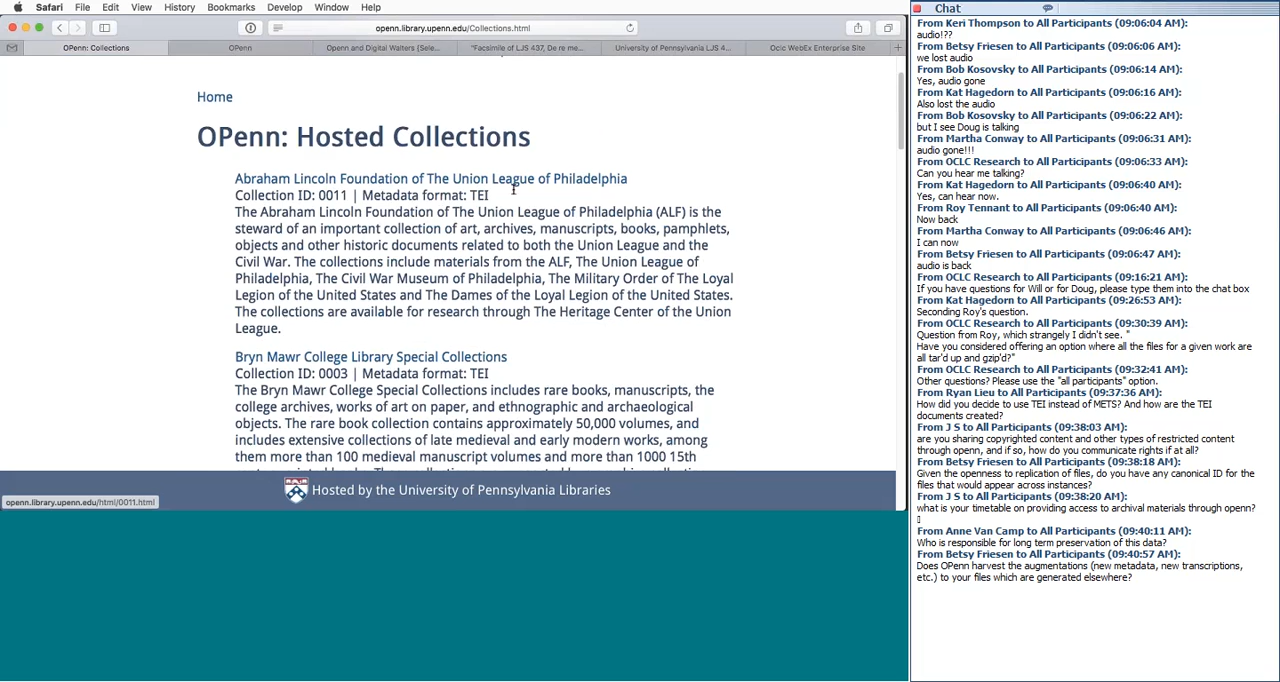 Safari File Edit View History Bookmarks Develop Window Help
openn.library.upenn.edu/Collections.html
OPenn: Collections
OPenn
Openn and Digital Walters (Sele...
"Facsimile of LJS 437, De re me...
University of Pennsylvania LJS 4...
Ocic WebEx Enterprise Site
Home
OPenn: Hosted Collections
Abraham Lincoln Foundation of The Union League of Philadelphia
Collection ID: 0011 | Metadata format: TEI
The Abraham Lincoln Foundation of The Union League of Philadelphia (ALF) is the
steward of an important collection of art, archives, manuscripts, books, pamphlets,
objects and other historic documents related to both the Union League and the
Civil War. The collections include materials from the ALF, The Union League of
Philadelphia, The Civil War Museum of Philadelphia, The Military Order of The Loyal
Legion of the United States and The Dames of the Loyal Legion of the United States.
The collections are available for research through The Heritage Center of the Union
League.
Bryn Mawr College Library Special Collections
Collection ID: 0003 | Metadata format: TEI
The Bryn Mawr College Special Collections includes rare books, manuscripts, the
college archives, works of art on paper, and ethnographic and archaeological
objects. The rare book collection contains approximately 50,000 volumes, and
includes extensive collections of late medieval and early modern works, among
them more than 100 medieval manuscript volumes and more than 1000 15th
Hosted by the University of Pennsylvania Libraries
openn.library.upenn.edu/html/0011.html
Chat
From Keri Thompson to All Participants (09:06:04 AM):
audio!??
From Betsy Friesen to All Participants (09:06:06 AM):
we lost audio
From Bob Kosovsky to All Participants (09:06:14 AM):
Yes, audio gone
From Kat Hagedorn to All Participants (09:06:16 AM):
Also lost the audio
From Bob Kosovsky to All Participants (09:06:22 AM):
but I see Doug is talking
From Martha Conway to All Participants (09:06:31 AM):
audio gone!!!
From OCLC Research to All Participants (09:06:33 AM):
Can you hear me talking?
From Kat Hagedorn to All Participants (09:06:40 AM):
Yes, can hear now.
From Roy Tennant to All Participants (09:06:40 AM):
Now back
From Martha Conway to All Participants (09:06:46 AM):
I can now
From Betsy Friesen to All Participants (09:06:47 AM):
audio is back
From OCLC Research to All Participants (09:16:21 AM):
If you have questions for Will or for Doug, please type them into the chat box
From Kat Hagedorn to All Participants (09:26:53 AM):
Seconding Roy's question.
From OCLC Research to All Participants (09:30:39 AM):
Question from Roy, which strangely I didn't see. "
Have you considered offering an option where all the files for a given work are
all tar'd up and gzip'd?"
From OCLC Research to All Participants (09:32:41 AM):
Other questions? Please use the "all participants" option.
From Ryan Lieu to All Participants (09:37:36 AM):
How did you decide to use TEI instead of METS? And how are the TEI
documents created?
From J S to All Participants (09:38:03 AM):
are you sharing copyrighted content and other types of restricted content
through openn, and if so, how do you communicate rights if at all?
From Betsy Friesen to All Participants (09:38:18 AM):
Given the openness to replication of files, do you have any canonical ID for the
files that would appear across instances?
From J S to All Participants (09:38:20 AM):
what is your timetable on providing access to archival materials through openn?
From Anne Van Camp to All Participants (09:40:11 AM):
Who is responsible for long term preservation of this data?
From Betsy Friesen to All Participants (09:40:57 AM):
Does OPenn harvest the augmentations (new metadata, new transcriptions,
etc.) to your files which are generated elsewhere?